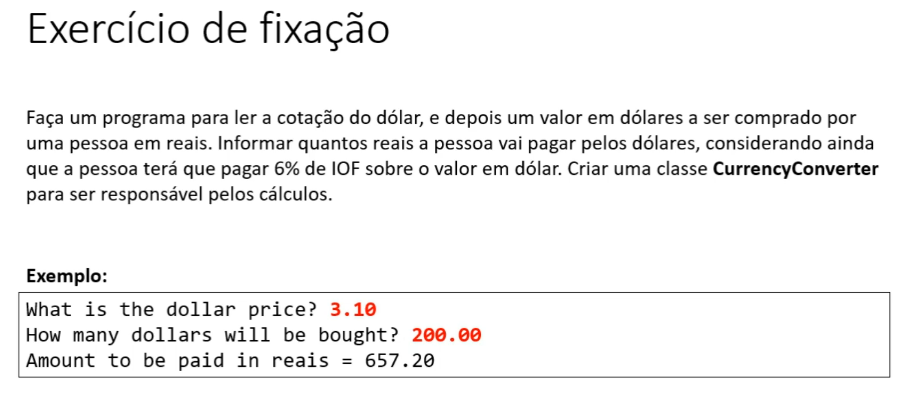 Exercício de fixação
Faça um programa para ler a cotação do dólar, e depois um valor em dólares a ser comprado por
uma pessoa em reais. Informar quantos reais a pessoa vai pagar pelos dólares, considerando ainda
que a pessoa terá que pagar 6% de IOF sobre o valor em dólar. Criar uma classe CurrencyConverter
para ser responsável pelos cálculos.
Exemplo:
What is the dollar price? 3.10
How many dollars will be bought? 200.00
Amount to be paid in reais = 657.20